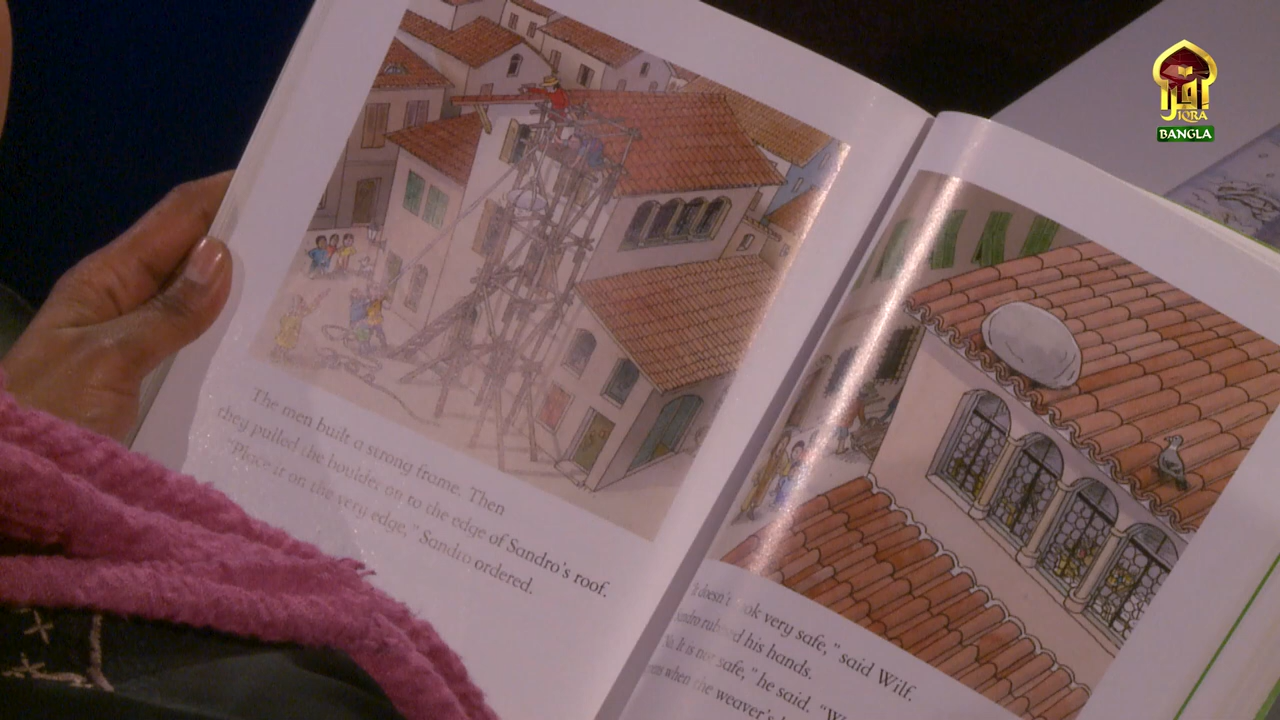 The men built a strong frame. Then
they pulled the boulder on to the edge of Sandro's roof.
"Place it on the very edge," Sandro ordered.
doesn't look very safe," said Wilf.
rubbed his hands.
It is not safe," he said.
when the weaver's
اقرأ
IQRA
BANGLA